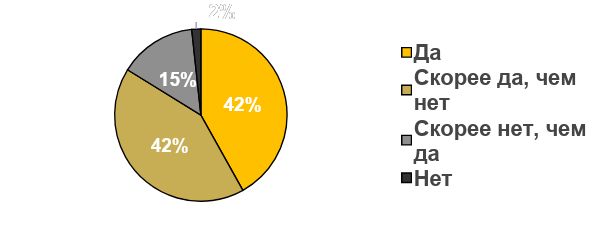 2%
Да
Скорее да, чем
нет
Скорее нет, чем
да
Нет
15%
42%
42%